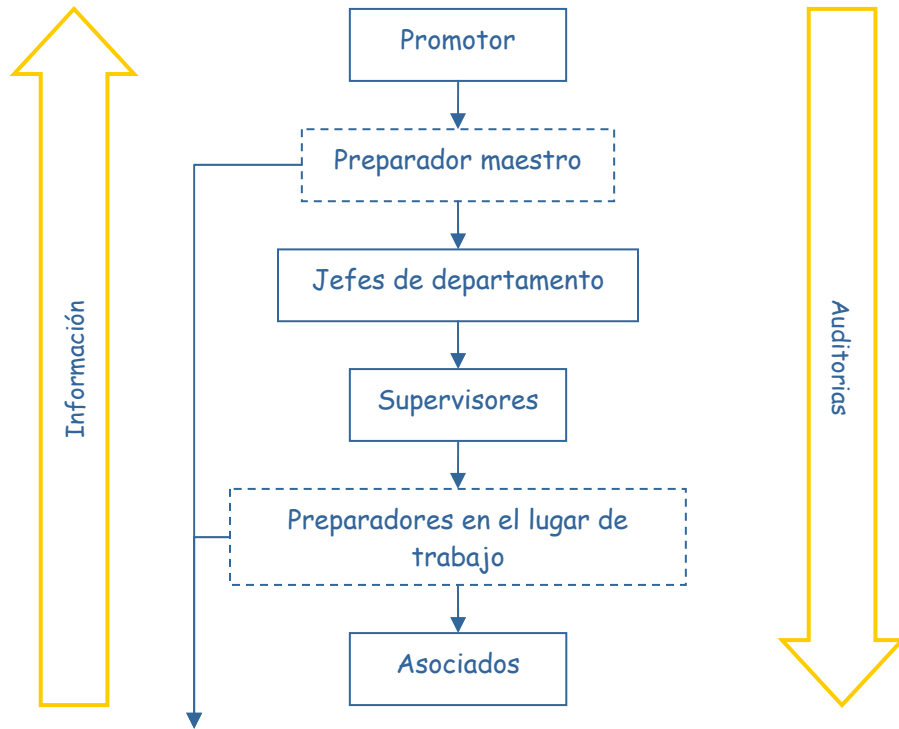 Promotor
Preparador maestro
Jefes de departamento
Supervisores
Preparadores en el lugar de
trabajo
Asociados
Información
Auditorias